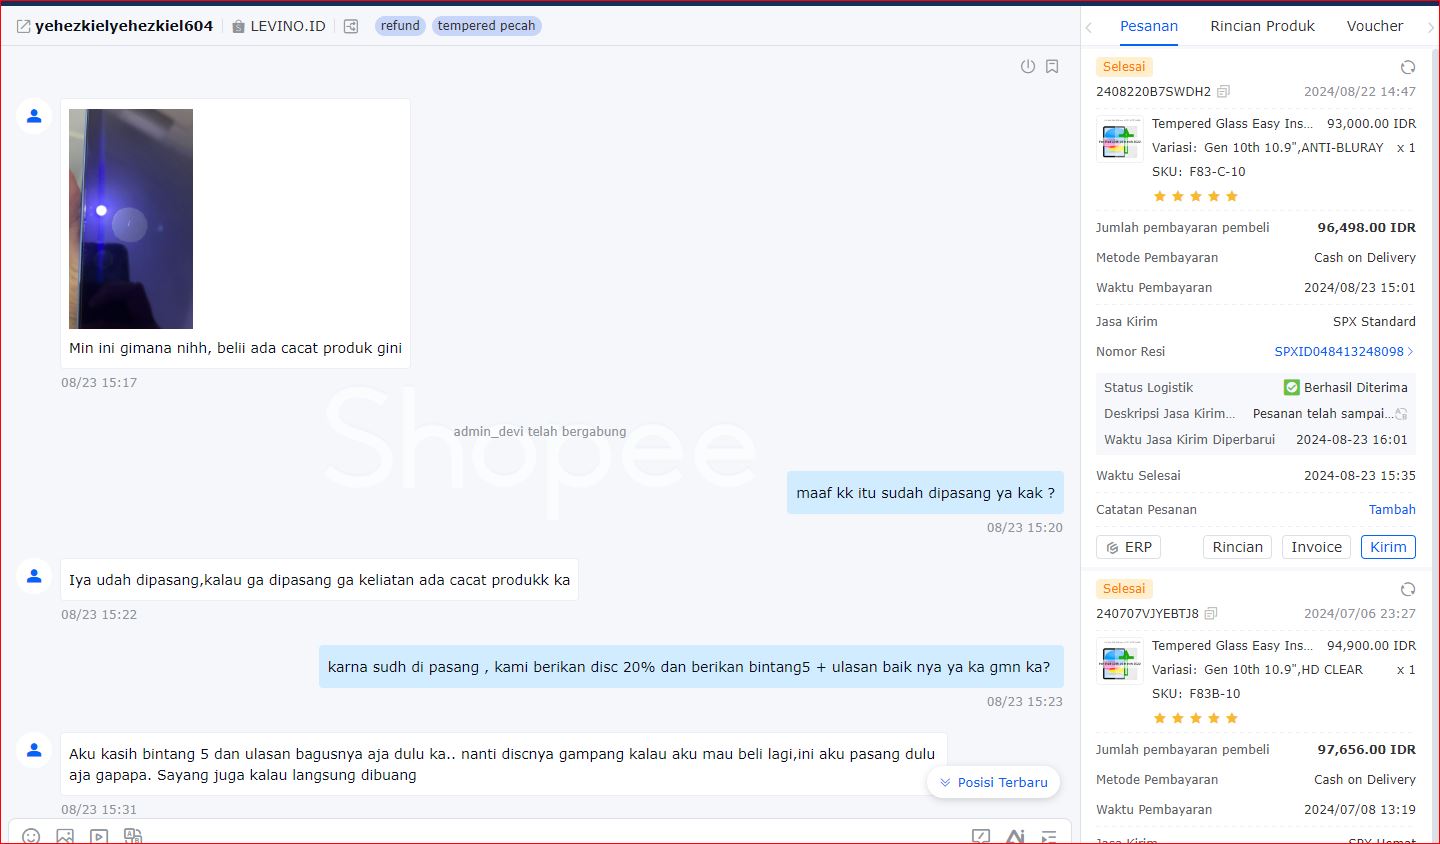 yehezkielyehezkiel604
LEVINO.ID
refund
tempered pecah
Min ini gimana nihh, belii ada cacat produk gini
08/23 15:17
Shopee
admin_devi telah bergabung
maaf kk itu sudah dipasang ya kak ?
08/23 15:20
Iya udah dipasang,kalau ga dipasang ga keliatan ada cacat produkk ka
08/23 15:22
karna sudh di pasang , kami berikan disc 20% dan berikan bintang5 + ulasan baik nya ya ka gmn ka?
08/23 15:23
Aku kasih bintang 5 dan ulasan bagusnya aja dulu ka.. nanti discnya gampang kalau aku mau beli lagi,ini aku pasang dulu
aja gapapa. Sayang juga kalau langsung dibuang
08/23 15:31
Posisi Terbaru
Pesanan
Rincian Produk
Voucher
Selesai
2408220B7SWDH2
2024/08/22 14:47
Tempered Glass Easy Ins... 93,000.00 IDR
Variasi: Gen 10th 10.9",ANTI-BLURAY x 1
SKU: F83-C-10
Jumlah pembayaran pembeli 96,498.00 IDR
Metode Pembayaran Cash on Delivery
Waktu Pembayaran 2024/08/23 15:01
Jasa Kirim SPX Standard
Nomor Resi SPXID048413248098
Status Logistik Berhasil Diterima
Deskripsi Jasa Kirim... Pesanan telah sampai...
Waktu Jasa Kirim Diperbarui 2024-08-23 16:01
Waktu Selesai 2024-08-23 15:35
Catatan Pesanan Tambah
ERP Rincian Invoice Kirim
Selesai
240707VJYEBTJ8
2024/07/06 23:27
Tempered Glass Easy Ins... 94,900.00 IDR
Variasi: Gen 10th 10.9",HD CLEAR x 1
SKU: F83B-10
Jumlah pembayaran pembeli 97,656.00 IDR
Metode Pembayaran Cash on Delivery
Waktu Pembayaran 2024/07/08 13:19
Jasa Kirim SPX Hemat